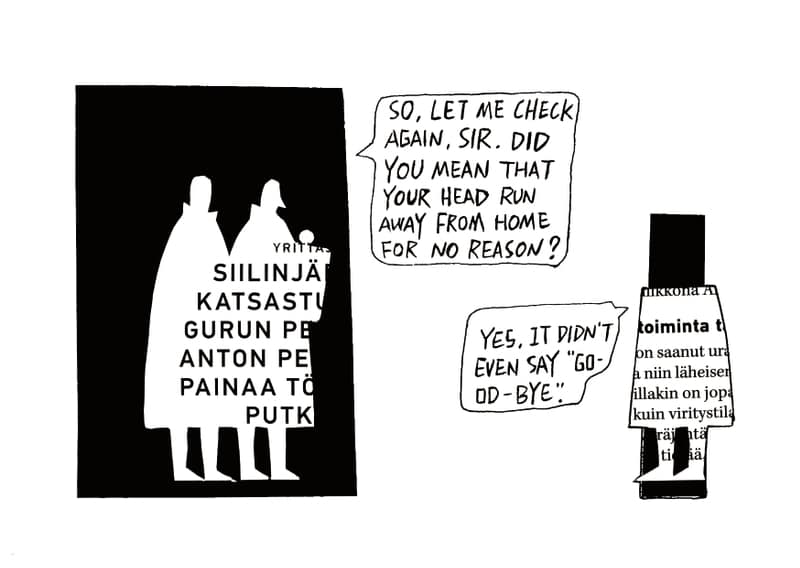 SO, LET ME CHECK
AGAIN, SIR. DID
YOU MEAN THAT
YOUR HEAD RUN
AWAY FROM HOME
FOR NO REASON?
YRITTÄ
SIILINJÄ
KATSASTU
GURUN PE
ANTON PE
PAINAA TÖ
PUTK
YES, IT DIDN'T
EVEN SAY "GO-
OD-BYE".
nikkona A
toiminta t
on saanut ura
a niin läheisen
illakin on jopa
kuin viritystila